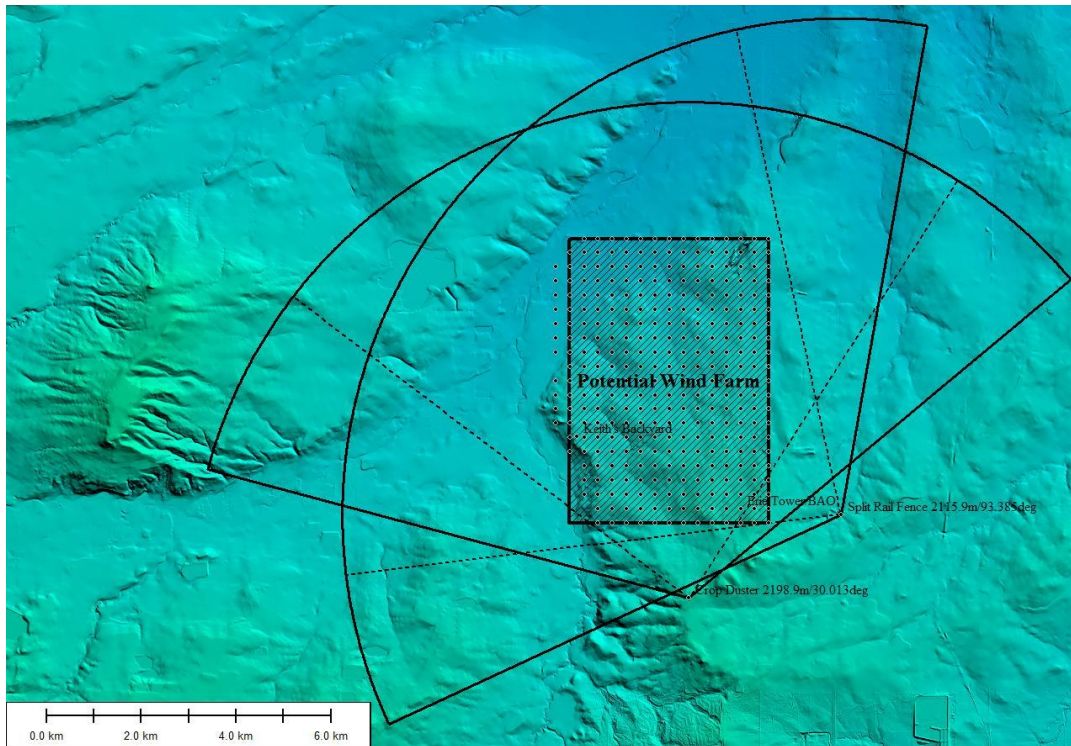 Potential Wind Farm
Keith's Backyard
Erie Tower BAO
Split Rail Fence 2115.9m/93.385deg
Crop Duster 2198.9m/30.013deg
0.0 km 2.0 km 4.0 km 6.0 km